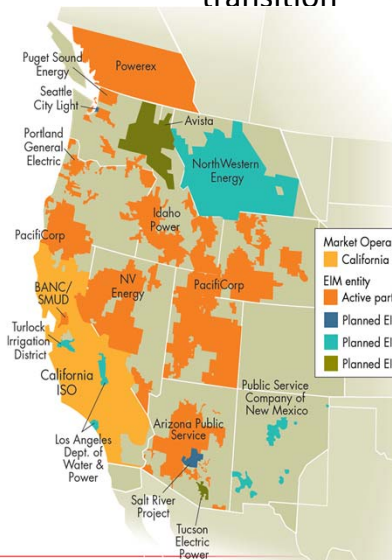 transition
Puget Sound
Energy
Powerex
Seattle
City Light
Avista
Portland
General
Electric
NorthWestern
Energy
Idaho
Power
PacifiCorp
Market Opera
California
EIM entity
Active part
Planned EI
Planned EI
Planned EI
BANC/
SMUD
NV
Energy
PacifiCorp
Turlock
Irrigation
District
California
ISO
Public Service
Company of
New Mexico
Arizona Public
Service
Los Angeles
Dept. of
Water &
Power
Salt River
Project
Tucson
Electric
Power